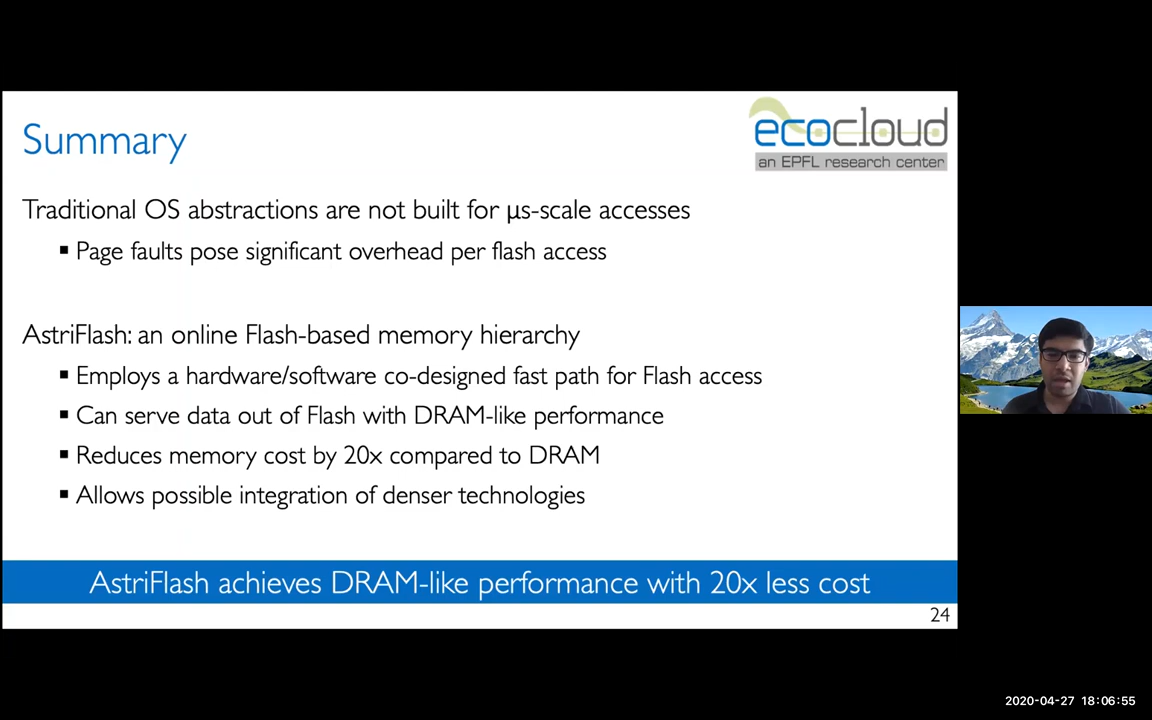 Summary
ecocloud
an EPFL research center
Traditional OS abstractions are not built for µs-scale accesses
▪ Page faults pose significant overhead per flash access
AstriFlash: an online Flash-based memory hierarchy
▪ Employs a hardware/software co-designed fast path for Flash access
▪ Can serve data out of Flash with DRAM-like performance
▪ Reduces memory cost by 20x compared to DRAM
▪ Allows possible integration of denser technologies
AstriFlash achieves DRAM-like performance with 20x less cost
24
2020-04-27 18:06:55